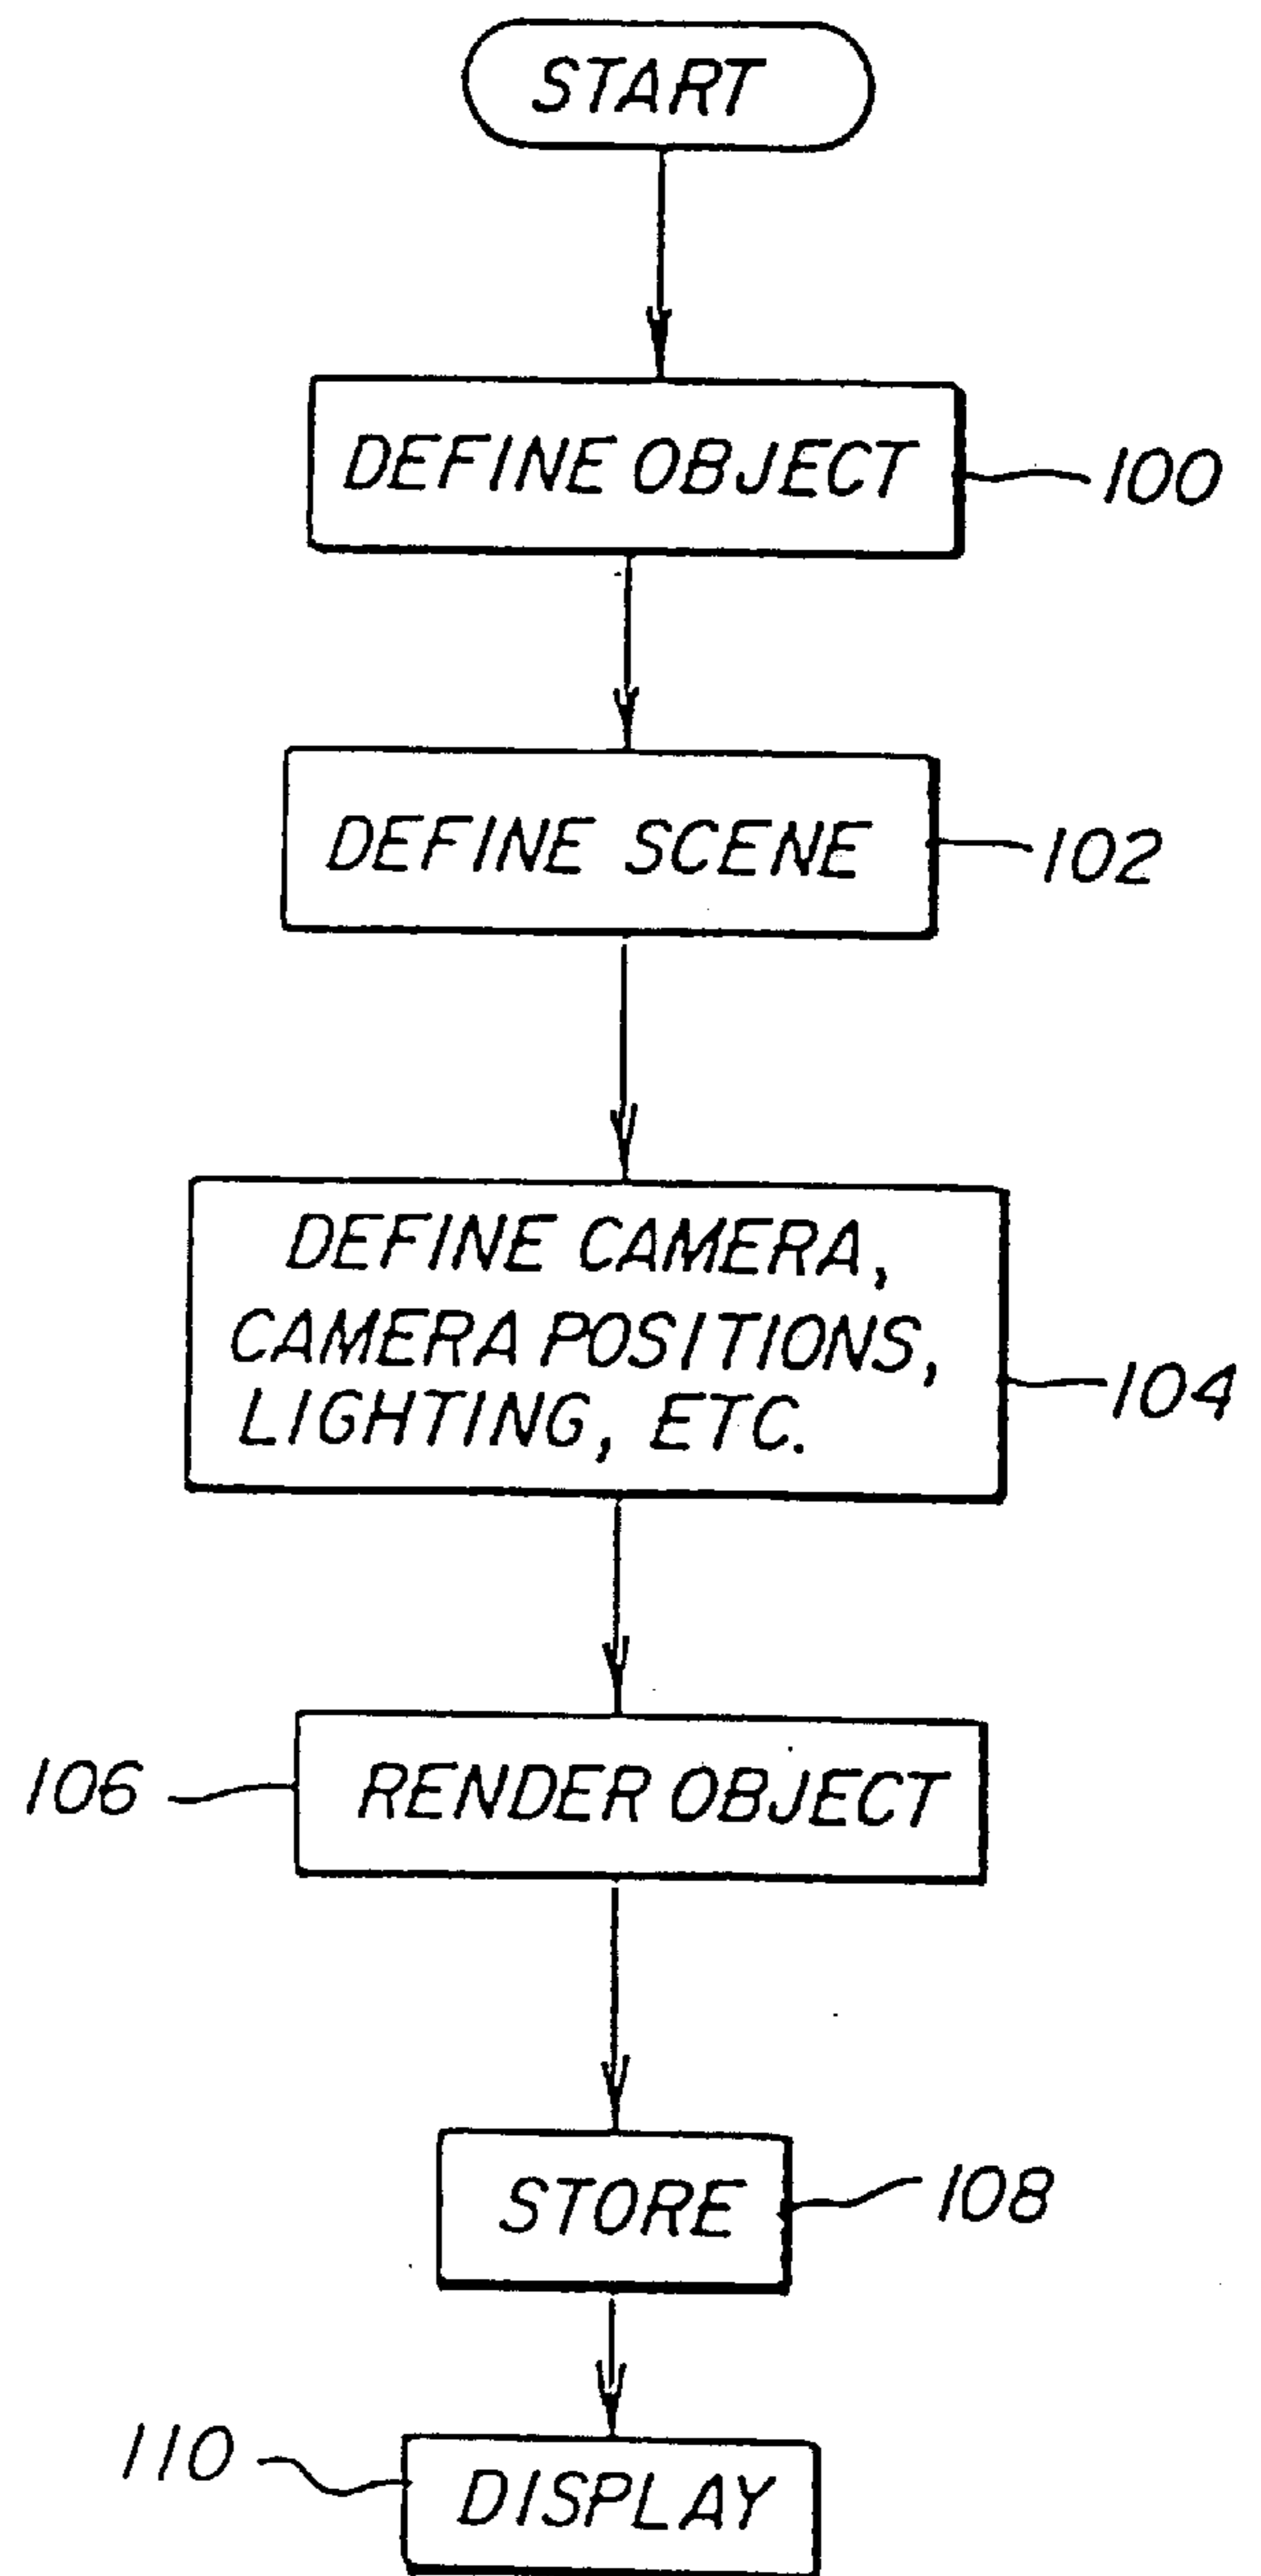 START
DEFINE OBJECT
100
DEFINE SCENE
102
DEFINE CAMERA,
CAMERA POSITIONS,
LIGHTING, ETC.
104
106
RENDER OBJECT
STORE
108
110
DISPLAY